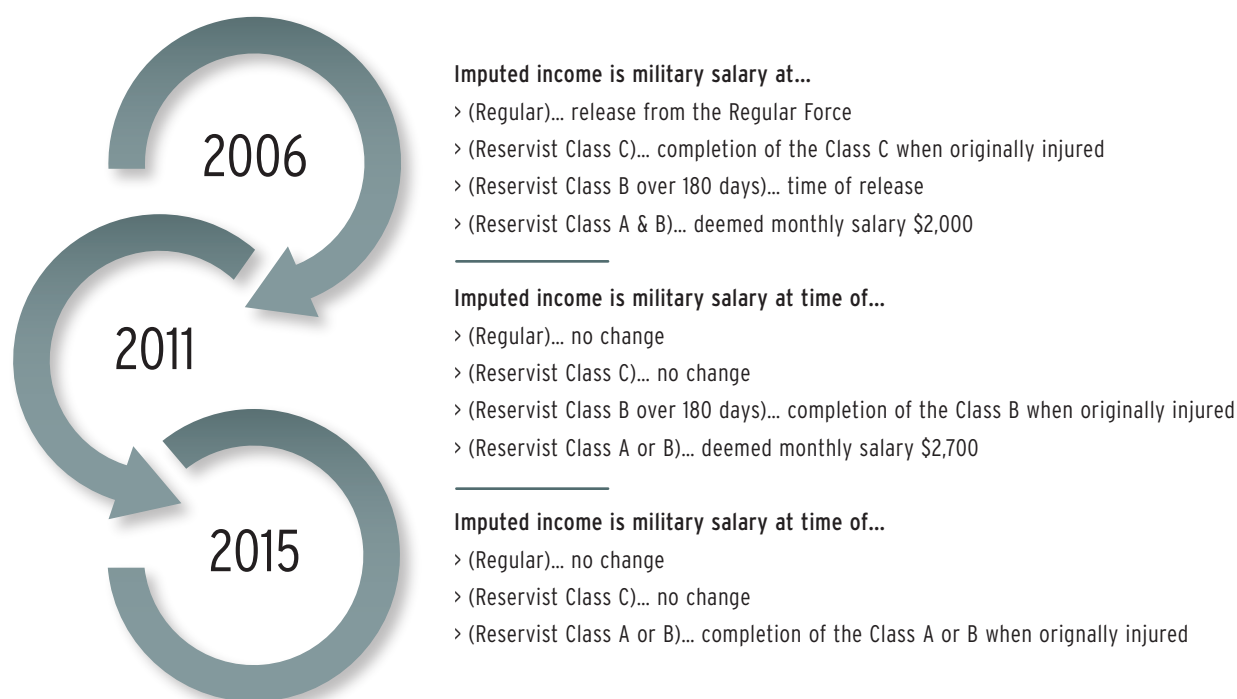 2006
Imputed income is military salary at...
> (Regular)... release from the Regular Force
> (Reservist Class C)... completion of the Class C when originally injured
> (Reservist Class B over 180 days)... time of release
> (Reservist Class A & B)... deemed monthly salary $2,000
2011
Imputed income is military salary at time of...
> (Regular)... no change
> (Reservist Class C)... no change
> (Reservist Class B over 180 days)... completion of the Class B when originally injured
> (Reservist Class A or B)... deemed monthly salary $2,700
2015
Imputed income is military salary at time of...
> (Regular)... no change
> (Reservist Class C)... no change
> (Reservist Class A or B)... completion of the Class A or B when orignally injured